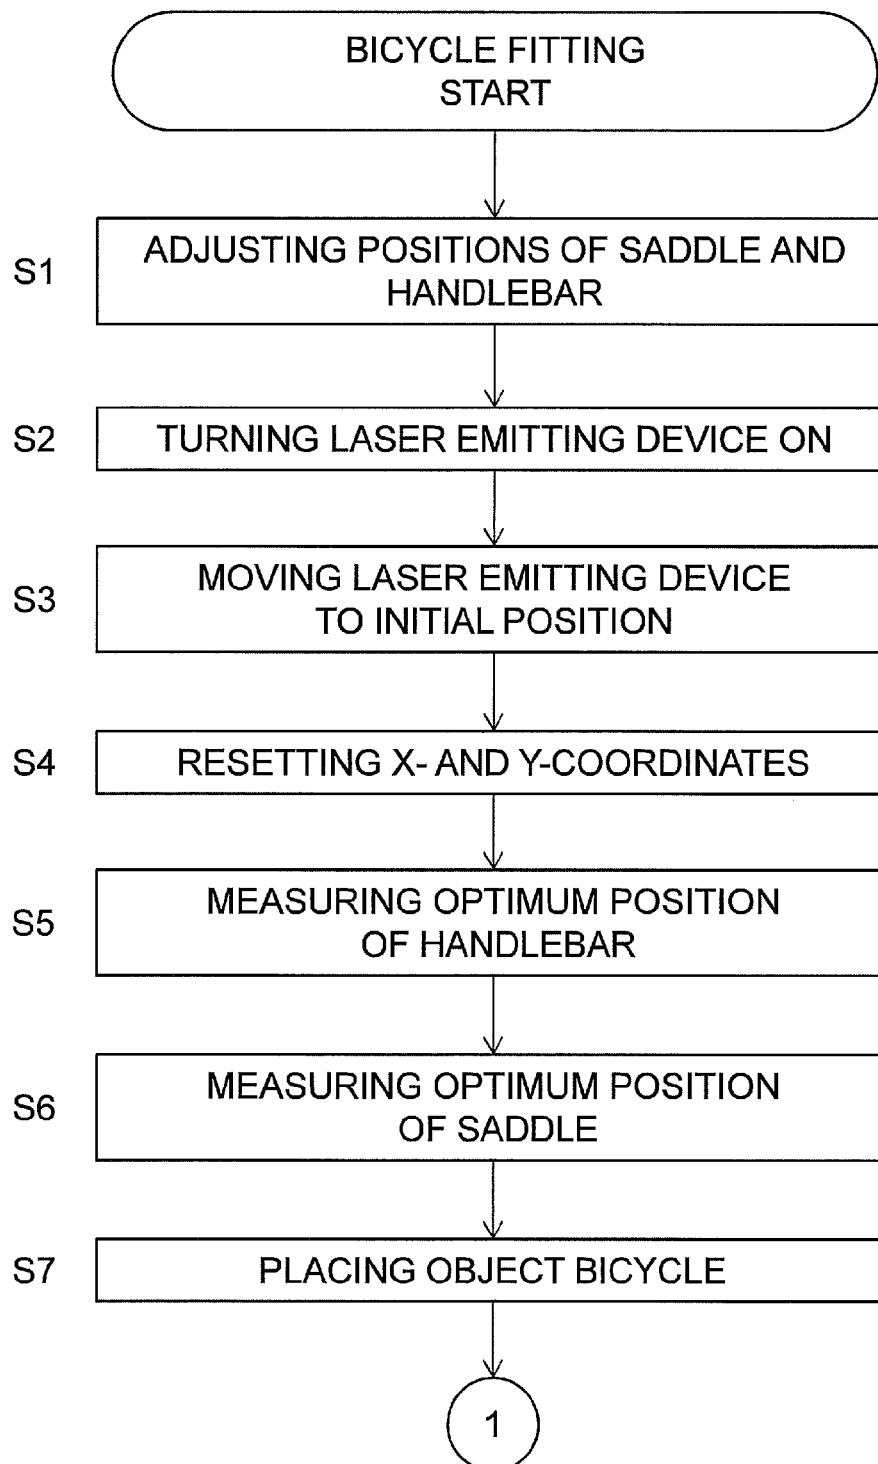 BICYCLE FITTING
START
S1
ADJUSTING POSITIONS OF SADDLE AND
HANDLEBAR
S2
TURNING LASER EMITTING DEVICE ON
S3
MOVING LASER EMITTING DEVICE
TO INITIAL POSITION
S4
RESETTING X- AND Y-COORDINATES
S5
MEASURING OPTIMUM POSITION
OF HANDLEBAR
S6
MEASURING OPTIMUM POSITION
OF SADDLE
S7
PLACING OBJECT BICYCLE
1